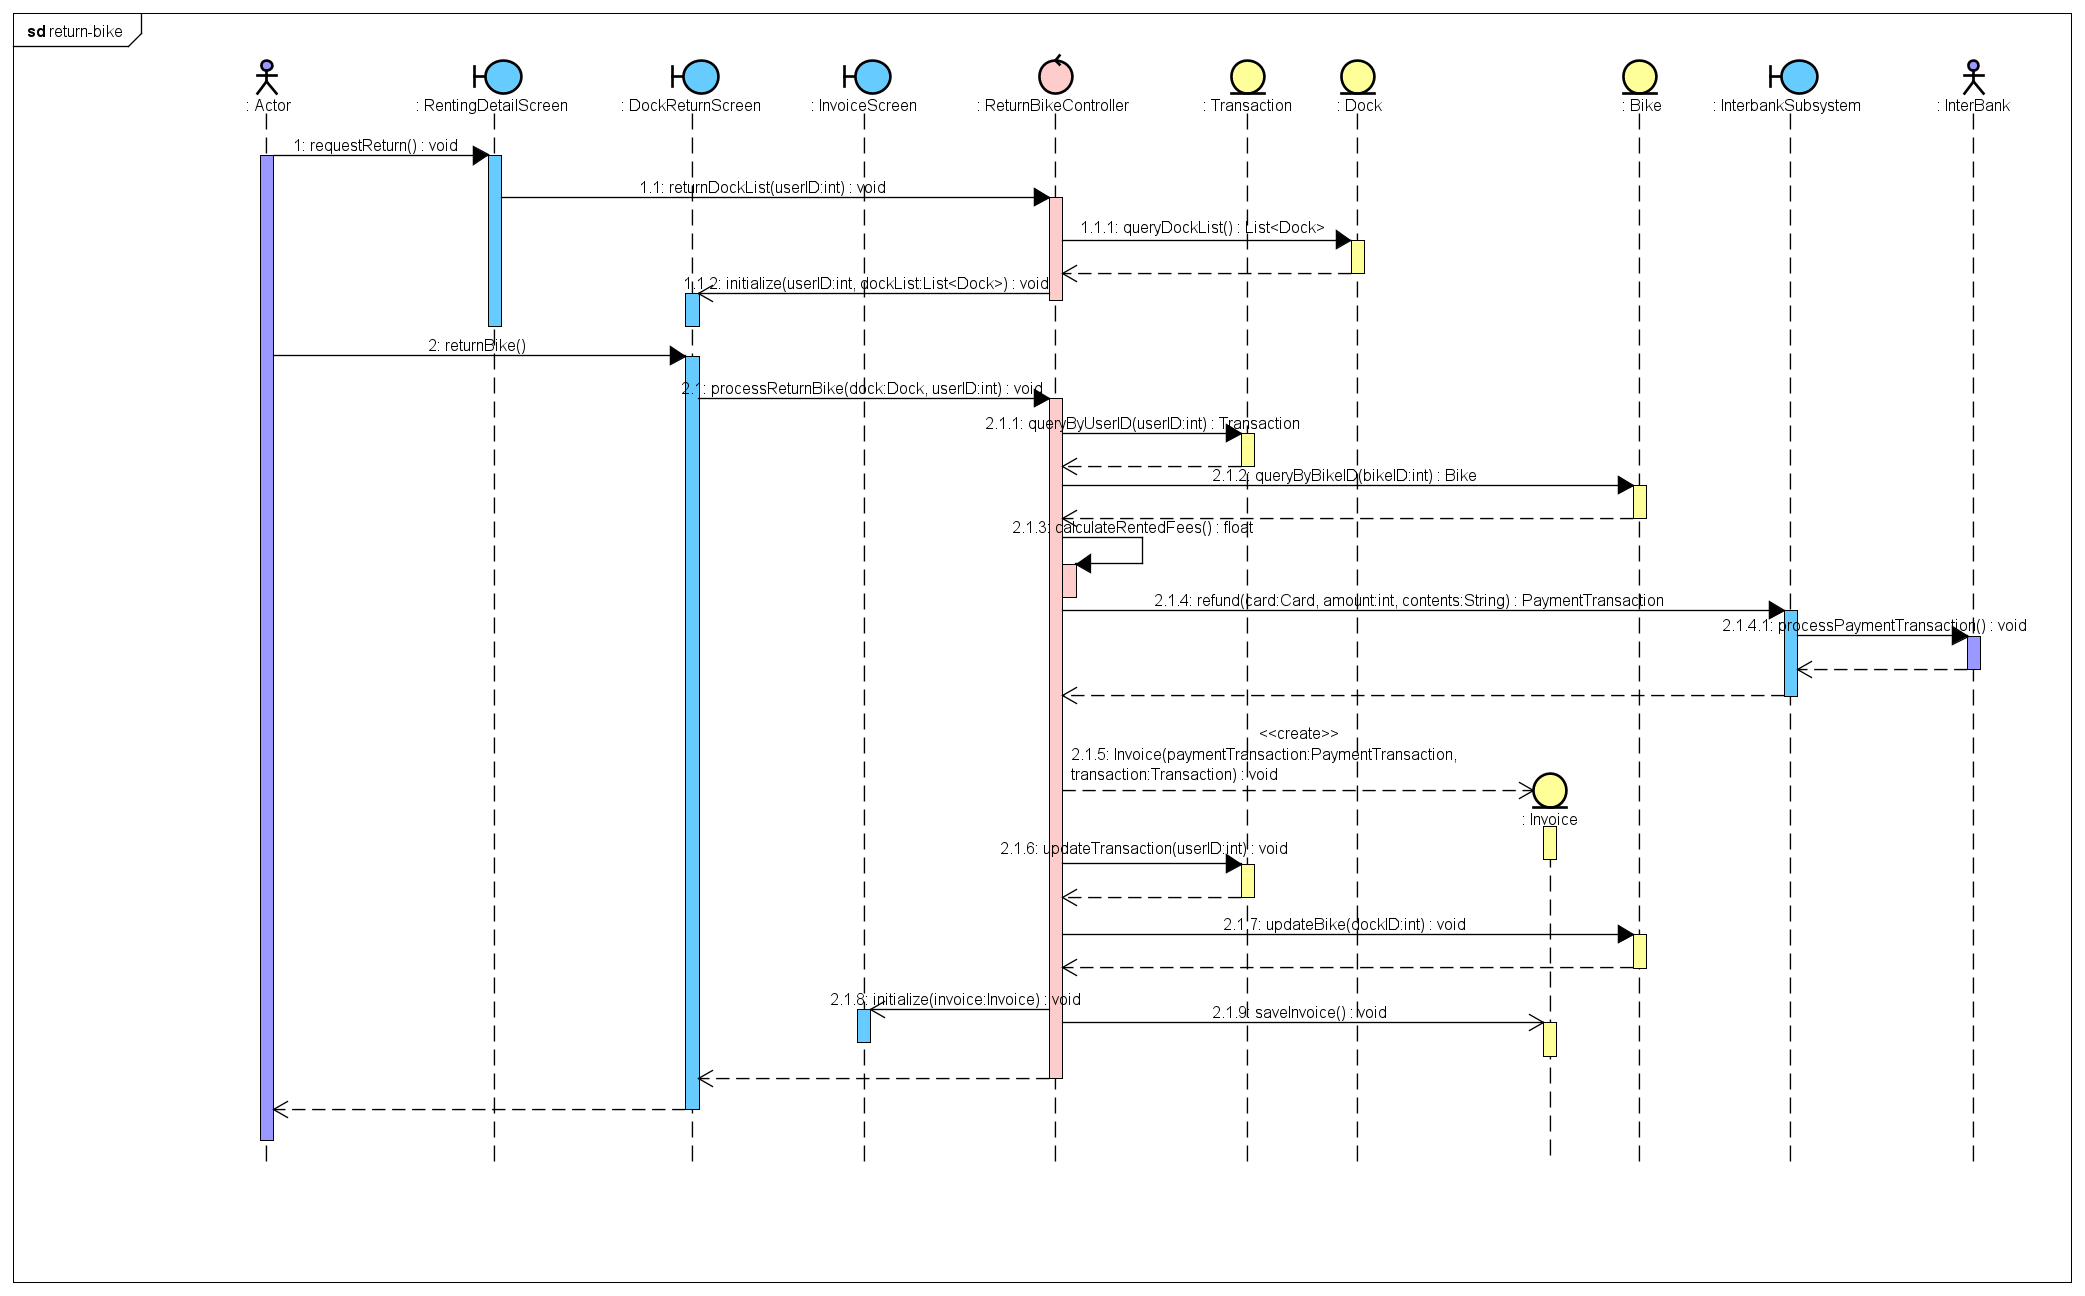 sd return-bike
: Actor
: RentingDetailScreen
: DockReturnScreen
: InvoiceScreen
: ReturnBikeController
: Transaction
: Dock
: Bike
: InterbankSubsystem
: InterBank
1: requestReturn() : void
1.1: returnDockList(userID:int) : void
1.1.1: queryDockList() : List<Dock>
1.1.2: initialize(userID:int, dockList:List<Dock>) : void
2: returnBike()
2.1: processReturnBike(dock:Dock, userID:int) : void
2.1.1: queryByUserID(userID:int) : Transaction
2.1.2: queryByBikeID(bikeID:int) : Bike
2.1.3: calculateRentedFees() : float
2.1.4: refund(card:Card, amount:int, contents:String) : PaymentTransaction
2.1.4.1: processPaymentTransaction() : void
<<create>>
2.1.5: Invoice(paymentTransaction:PaymentTransaction,
transaction:Transaction) : void
: Invoice
2.1.6: updateTransaction(userID:int) : void
2.1.7: updateBike(dockID:int) : void
2.1.8: initialize(invoice:Invoice) : void
2.1.9: saveInvoice() : void